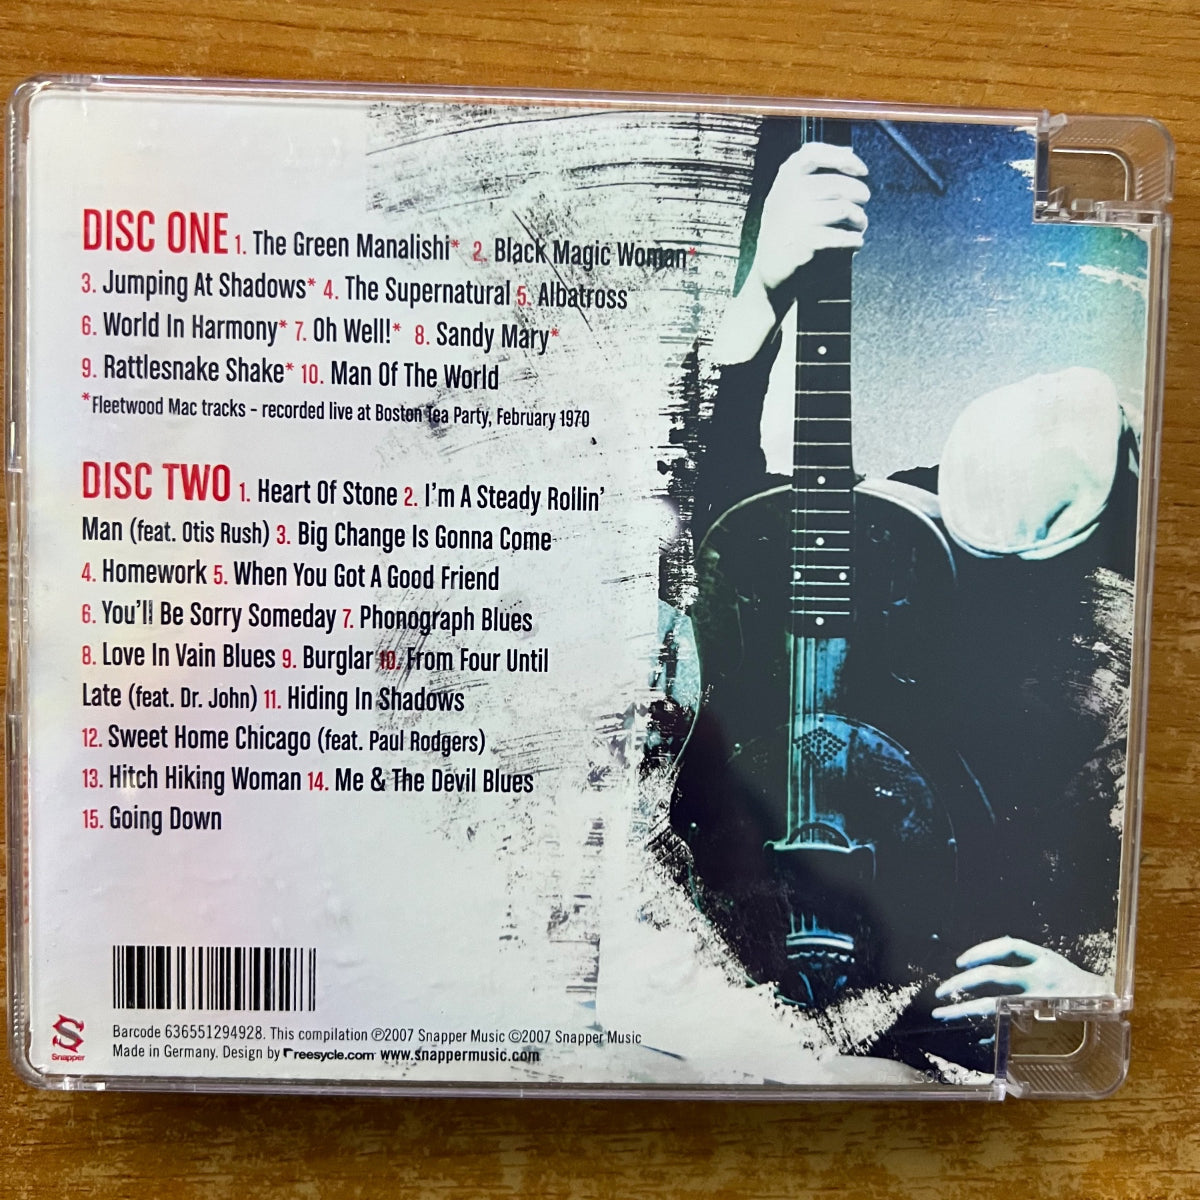 DISC ONE 1. The Green Manalishi* 2. Black Magic Woman*
3. Jumping At Shadows* 4. The Supernatural 5. Albatross
6. World In Harmony* 7. Oh Well!* 8. Sandy Mary*
9. Rattlesnake Shake* 10. Man Of The World
*Fleetwood Mac tracks - recorded live at Boston Tea Party, February 1970
DISC TWO 1. Heart Of Stone 2. I'm A Steady Rollin'
Man (feat. Otis Rush) 3. Big Change Is Gonna Come
4. Homework 5. When You Got A Good Friend
6. You'll Be Sorry Someday 7. Phonograph Blues
8. Love In Vain Blues 9. Burglar 10. From Four Until
Late (feat. Dr. John) 11. Hiding In Shadows
12. Sweet Home Chicago (feat. Paul Rodgers)
13. Hitch Hiking Woman 14. Me & The Devil Blues
15. Going Down
Snapper
Barcode 636551294928. This compilation ℗2007 Snapper Music ©2007 Snapper Music
Made in Germany. Design by reesycle.com www.snappermusic.com